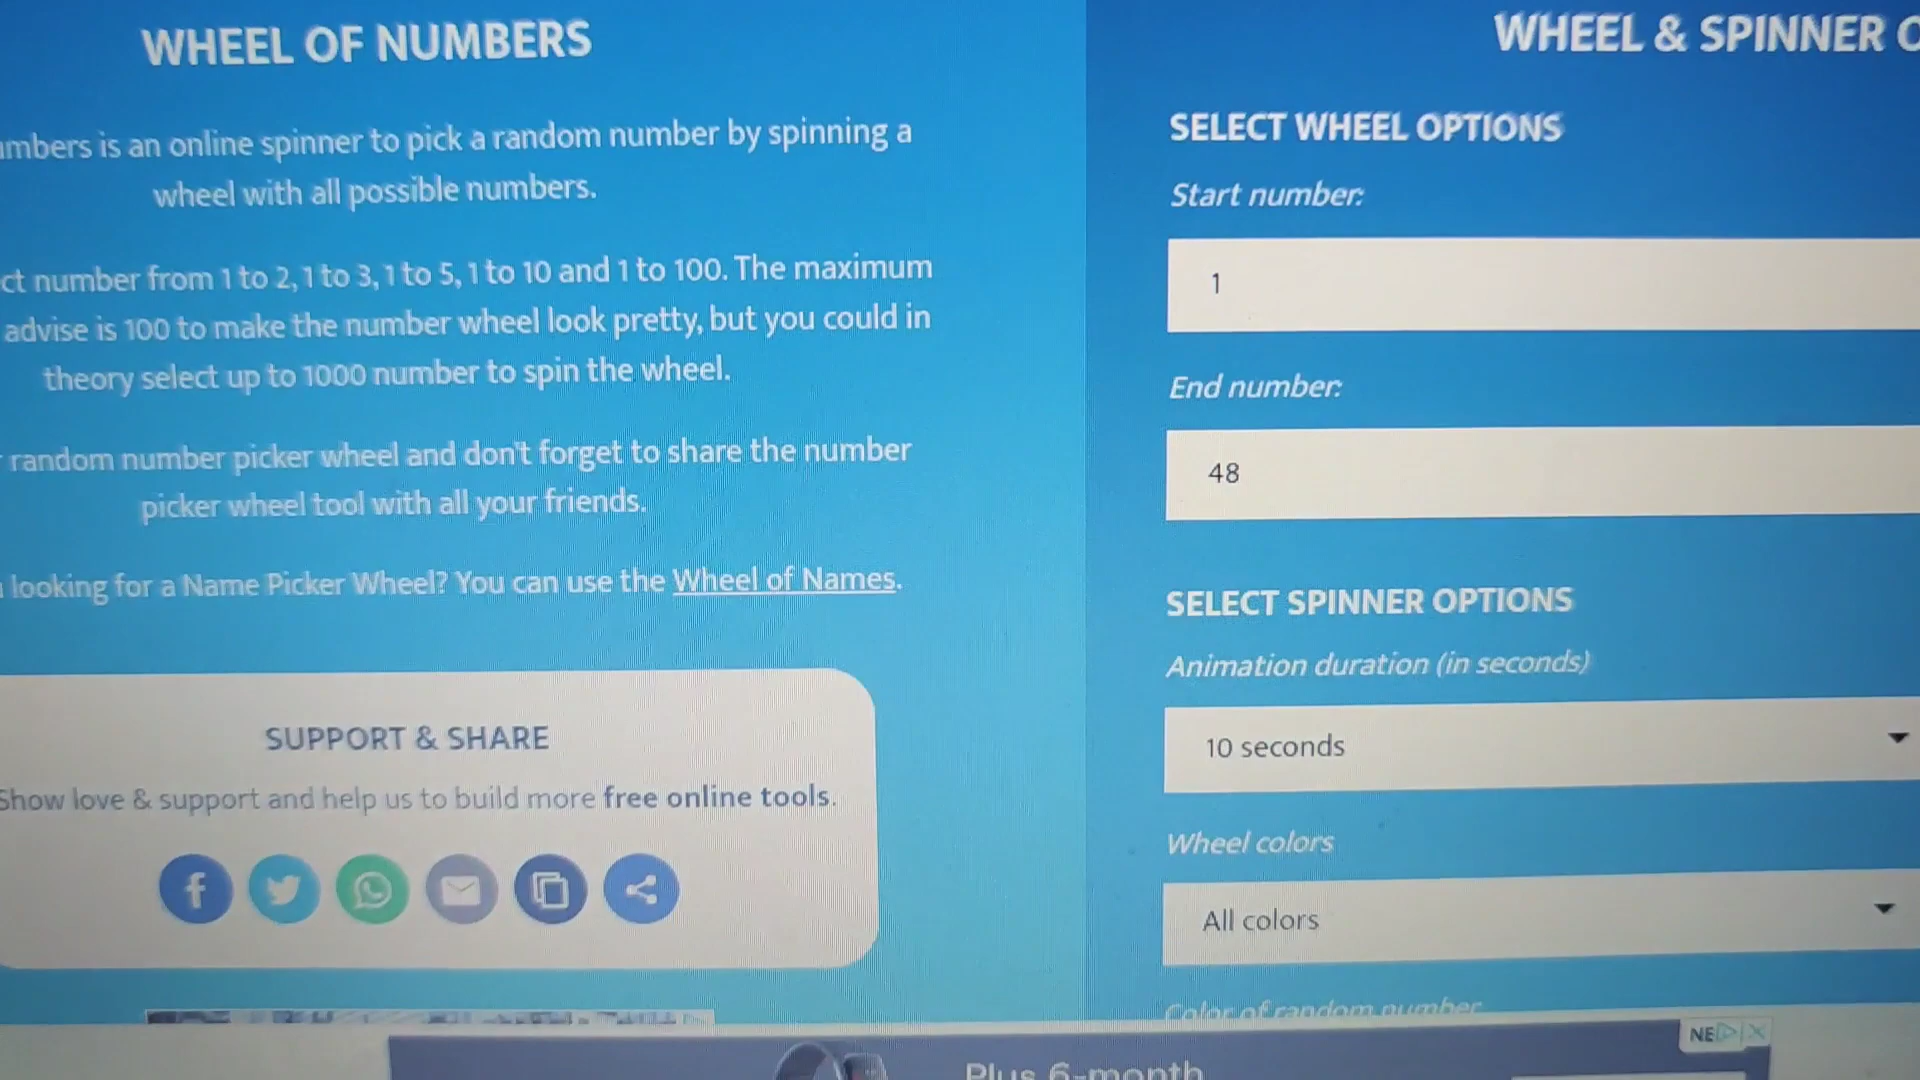 WHEEL OF NUMBERS
umbers is an online spinner to pick a random number by spinning a
wheel with all possible numbers.
ct number from 1 to 2, 1 to 3, 1 to 5, 1 to 10 and 1 to 100. The maximum
advise is 100 to make the number wheel look pretty, but you could in
theory select up to 1000 number to spin the wheel.
random number picker wheel and don't forget to share the number
picker wheel tool with all your friends.
looking for a Name Picker Wheel? You can use the Wheel of Names.
SUPPORT & SHARE
Show love & support and help us to build more free online tools.
WHEEL & SPINNER O
SELECT WHEEL OPTIONS
Start number:
1
End number:
48
SELECT SPINNER OPTIONS
Animation duration (in seconds)
10 seconds
Wheel colors
All colors
Color of random number
NE
Plus 6-month